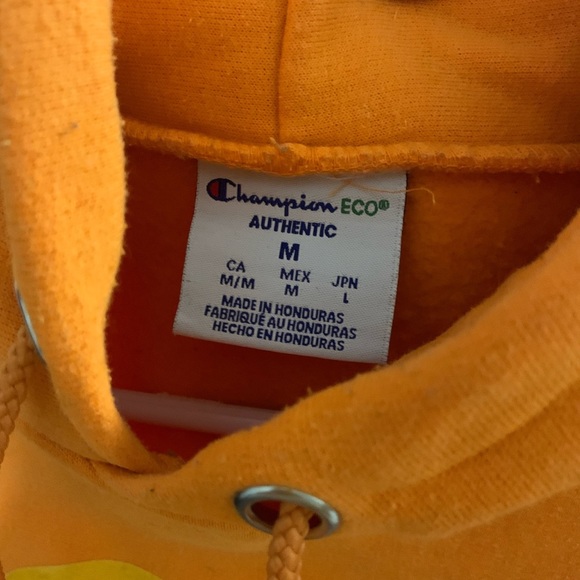 Champion ECO®
AUTHENTIC
M
CA MEX JPN
M/M M L
MADE IN HONDURAS
FABRIQUÉ AU HONDURAS
HECHO EN HONDURAS